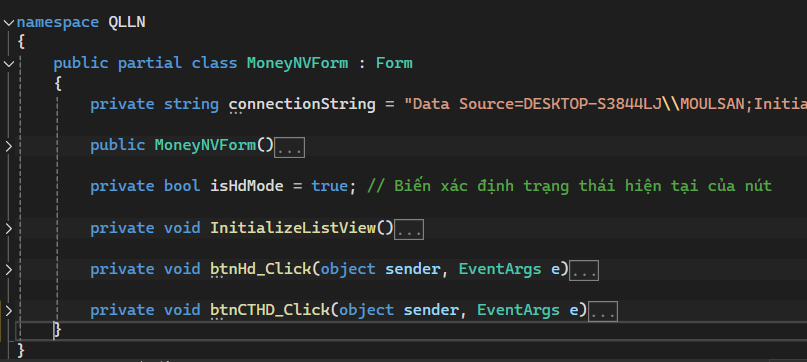 namespace QLLN
{
public partial class MoneyNVForm : Form
{
private string connectionString = "Data Source=DESKTOP-S3844LJ\\MOULSAN;Initia
public MoneyNVForm()...
private bool isHdMode = true; // Biến xác định trạng thái hiện tại của nút
private void InitializeListView()...
private void btnHd_Click(object sender, EventArgs e)...
private void btnCTHD_Click(object sender, EventArgs e)...
}
}